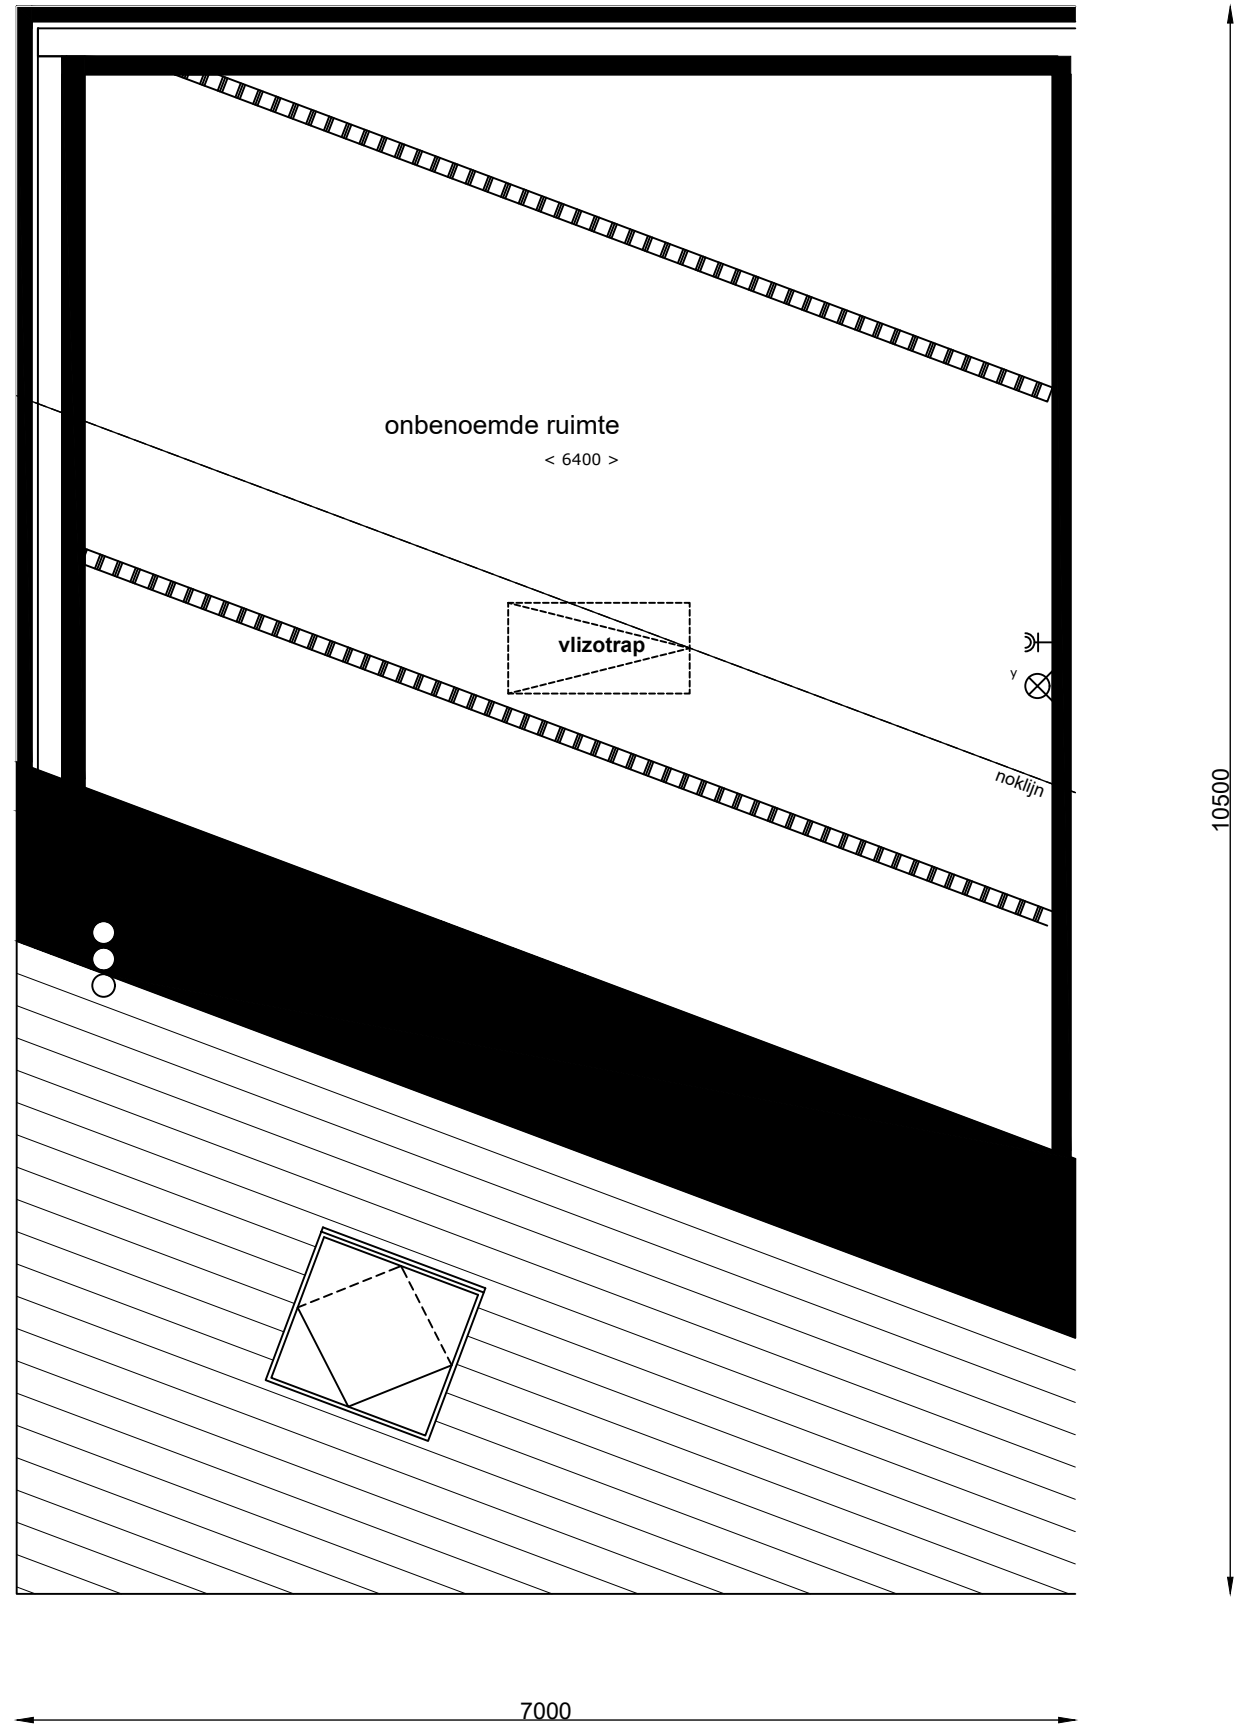 onbenoemde ruimte
< 6400 >
vlizotrap
y
noklijn
10500
7000